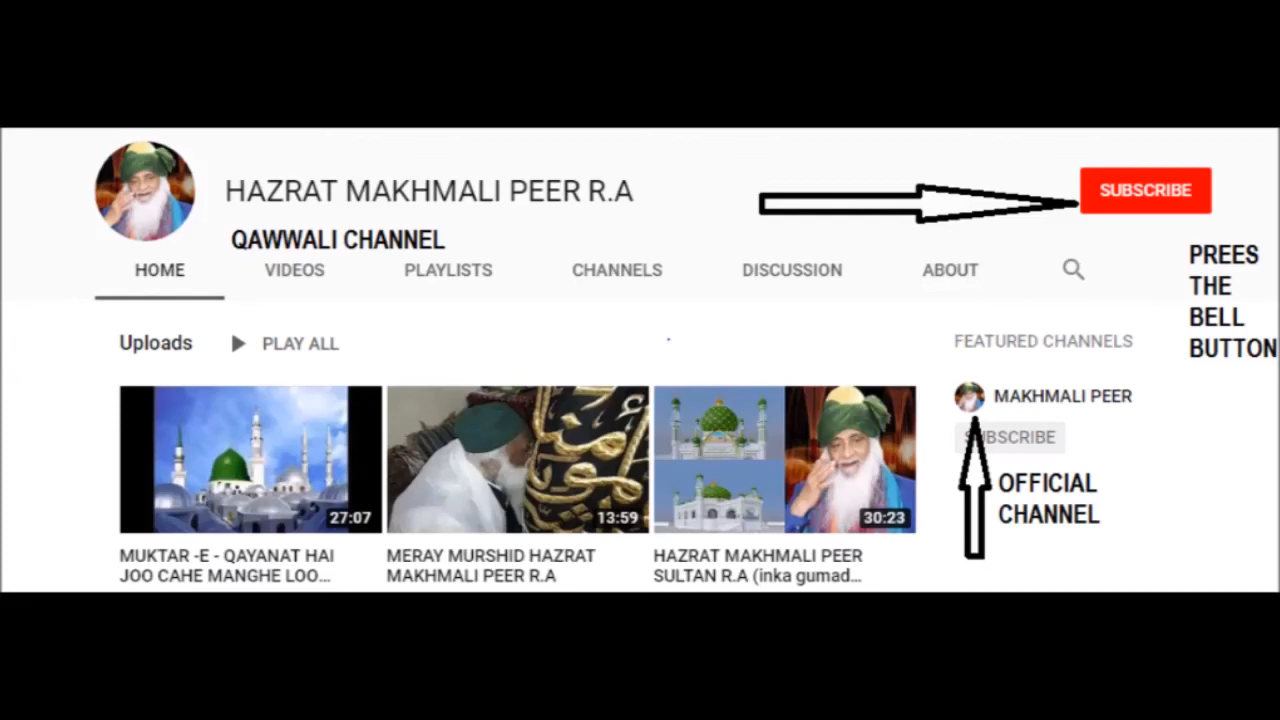 HAZRAT MAKHMALI PEER R.A
SUBSCRIBE
QAWWALI CHANNEL
HOME VIDEOS PLAYLISTS CHANNELS DISCUSSION ABOUT
PREES
THE
BELL
BUTTON
Uploads PLAY ALL
FEATURED CHANNELS
MAKHMALI PEER
SUBSCRIBE
OFFICIAL
CHANNEL
27:07
13:59
30:23
MUKTAR -E - QAYANAT HAI
JOO CAHE MANGHE LOO...
MERAY MURSHID HAZRAT
MAKHMALI PEER R.A
HAZRAT MAKHMALI PEER
SULTAN R.A (inka gumad...